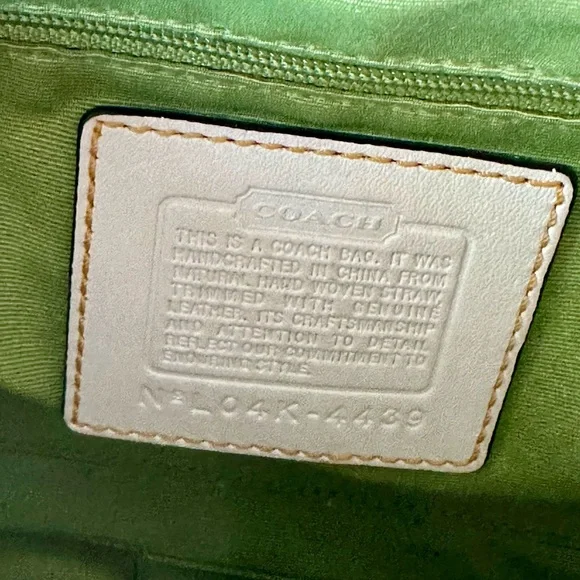 COACH
THIS IS A COACH BAG. IT WAS
HANDCRAFTED IN CHINA FROM
NATURAL HAND WOVEN STRAW,
TRIMMED WITH GENUINE
LEATHER. ITS CRAFTSMANSHIP
AND ATTENTION TO DETAIL
REFLECT OUR COMMITMENT TO
ENDURING STYLE.
Nº L04K-4439